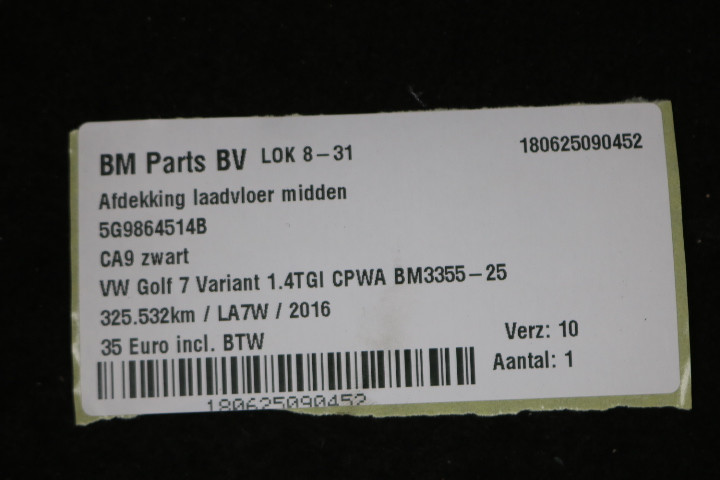 BM Parts BV LOK 8-31 180625090452
Afdekking laadvloer midden
5G9864514B
CA9 zwart
VW Golf 7 Variant 1.4TGI CPWA BM3355-25
325.532km / LA7W / 2016
35 Euro incl. BTW Verz: 10
Aantal: 1
180625090452